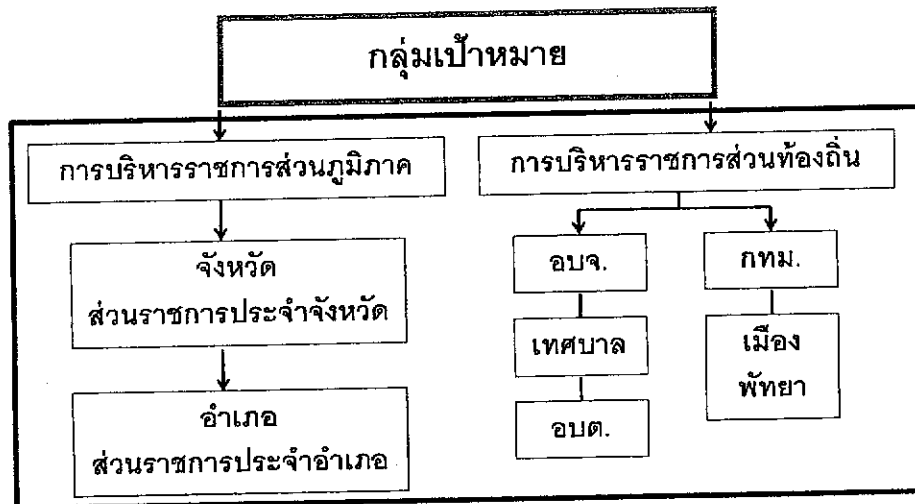 กลุ่มเป้าหมาย
การบริหารราชการส่วนภูมิภาค
จังหวัด
ส่วนราชการประจำจังหวัด
อำเภอ
ส่วนราชการประจำอำเภอ
การบริหารราชการส่วนท้องถิ่น
อบจ.
เทศบาล
อบต.
กทม.
เมือง
พัทยา